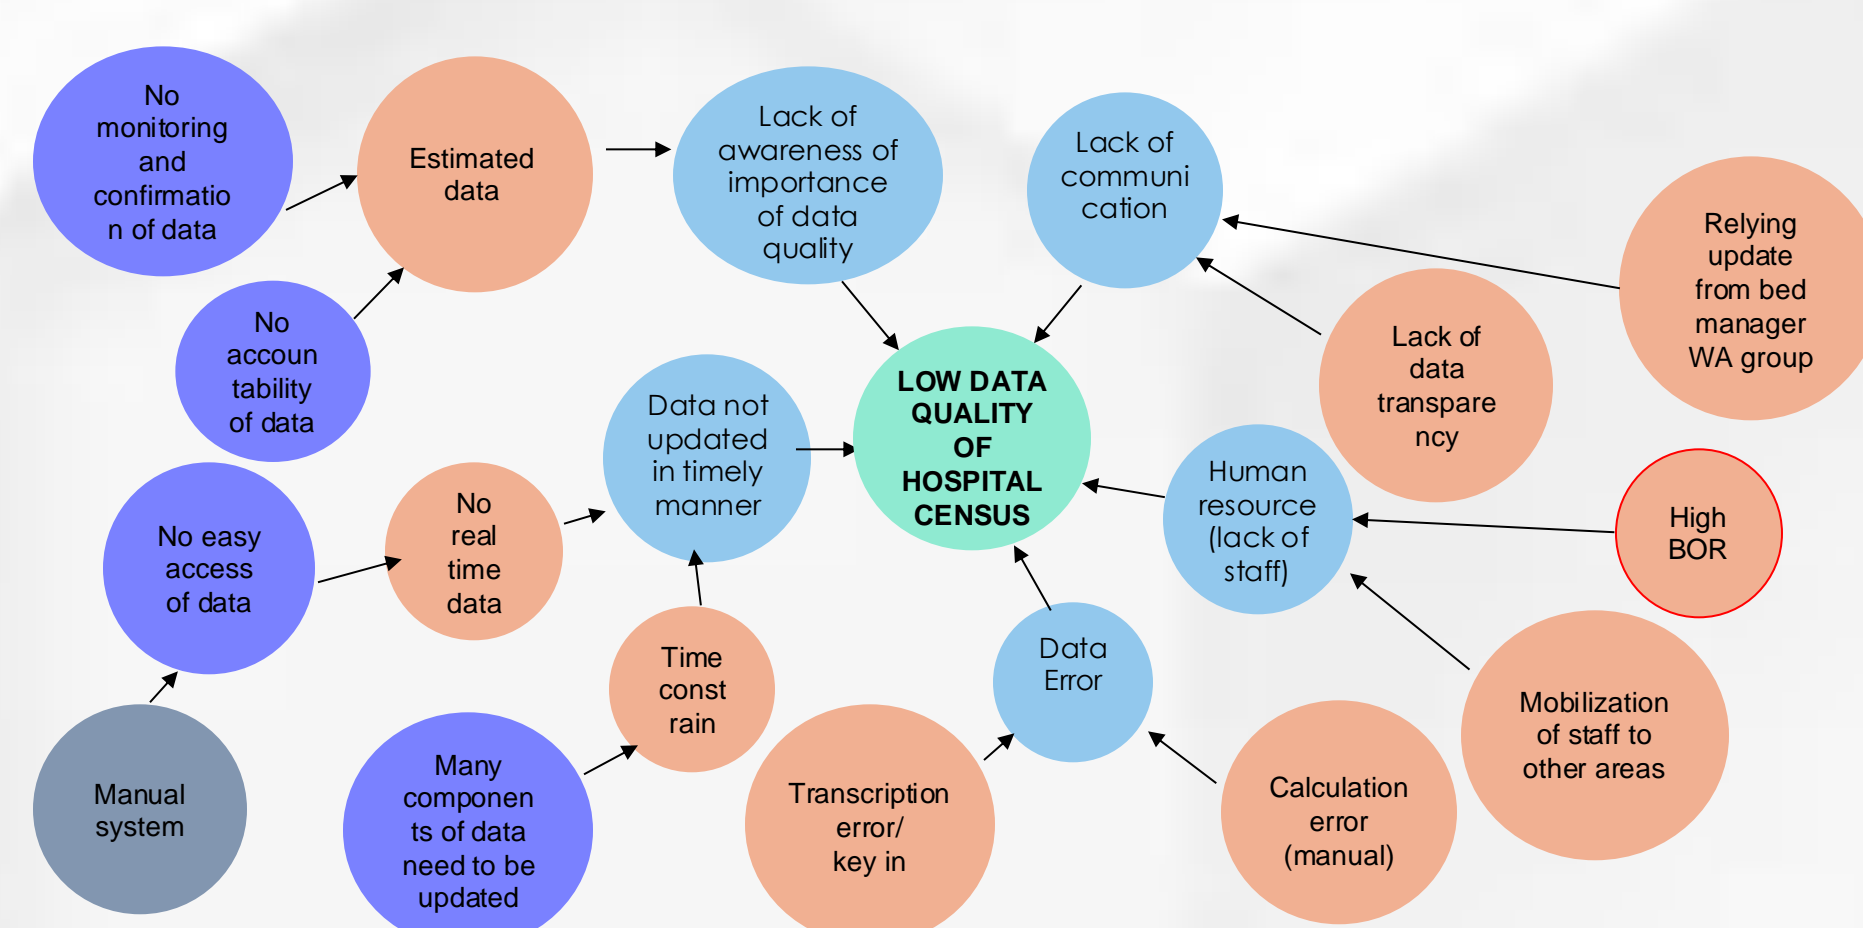 No
monitoring
and
confirmatio
n of data
Estimated
data
Lack of
awareness of
importance
of data
quality
Lack of
communi
cation
Relying
update
from bed
manager
WA group
No
accoun
tability
of data
Lack of
data
transpare
ncy
LOW DATA
QUALITY
OF
HOSPITAL
CENSUS
Data not
updated
in timely
manner
Human
resource
(lack of
staff)
High
BOR
No easy
access
of data
No
real
time
data
Time
const
rain
Data
Error
Mobilization
of staff to
other areas
Manual
system
Many
componen
ts of data
need to be
updated
Transcription
error/
key in
Calculation
error
(manual)